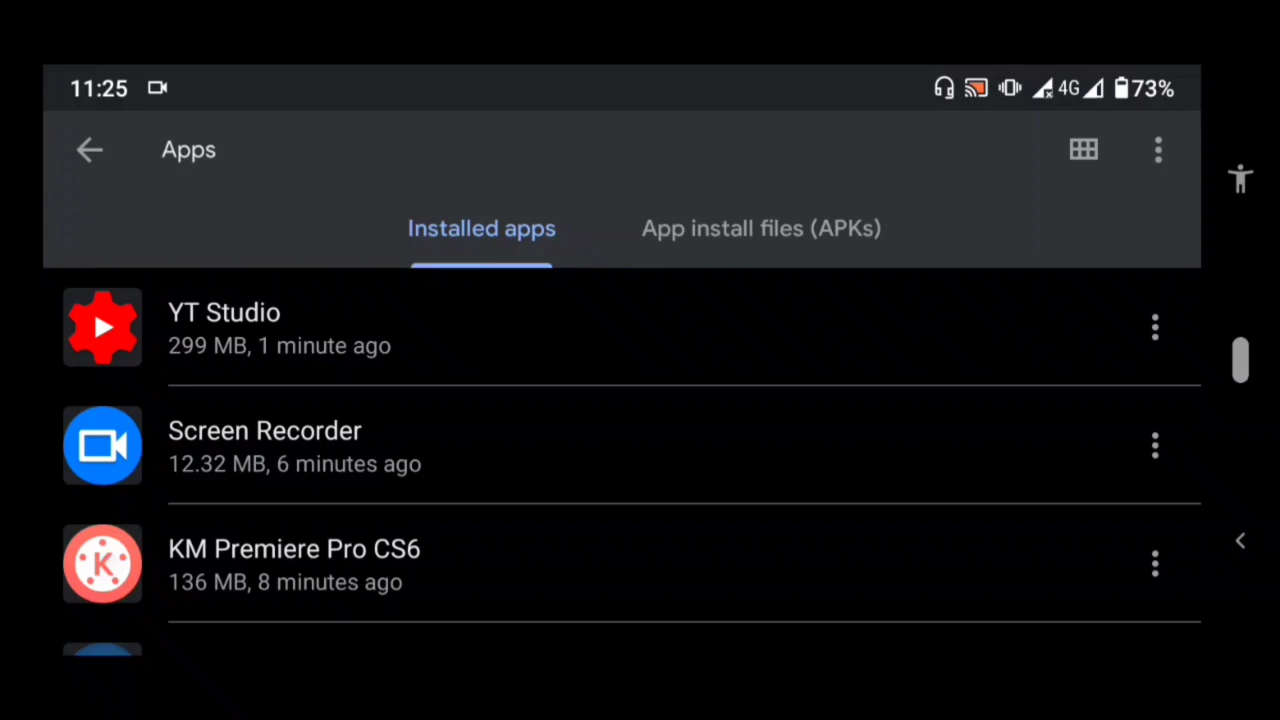 11:25 4G 73%
Apps
Installed apps App install files (APKs)
YT Studio
299 MB, 1 minute ago
Screen Recorder
12.32 MB, 6 minutes ago
K
KM Premiere Pro CS6
136 MB, 8 minutes ago